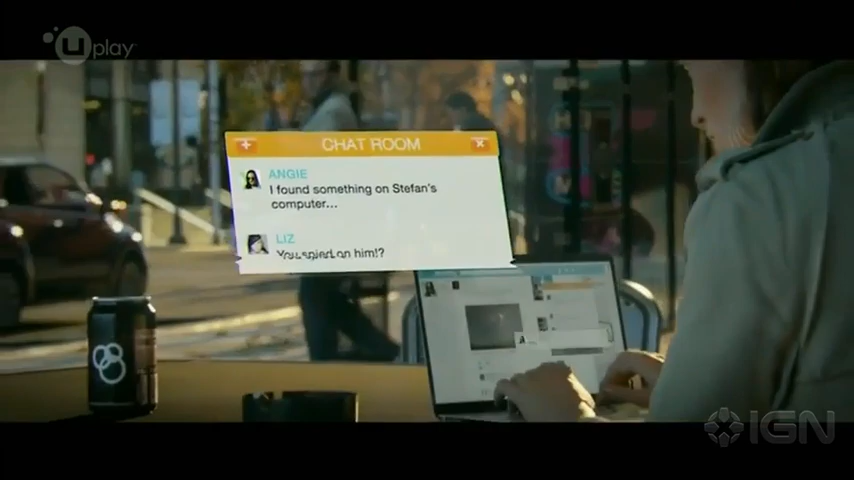 Uplay
CHAT ROOM
ANGIE
I found something on Stefan's
computer...
LIZ
You spied on him!?
IGN